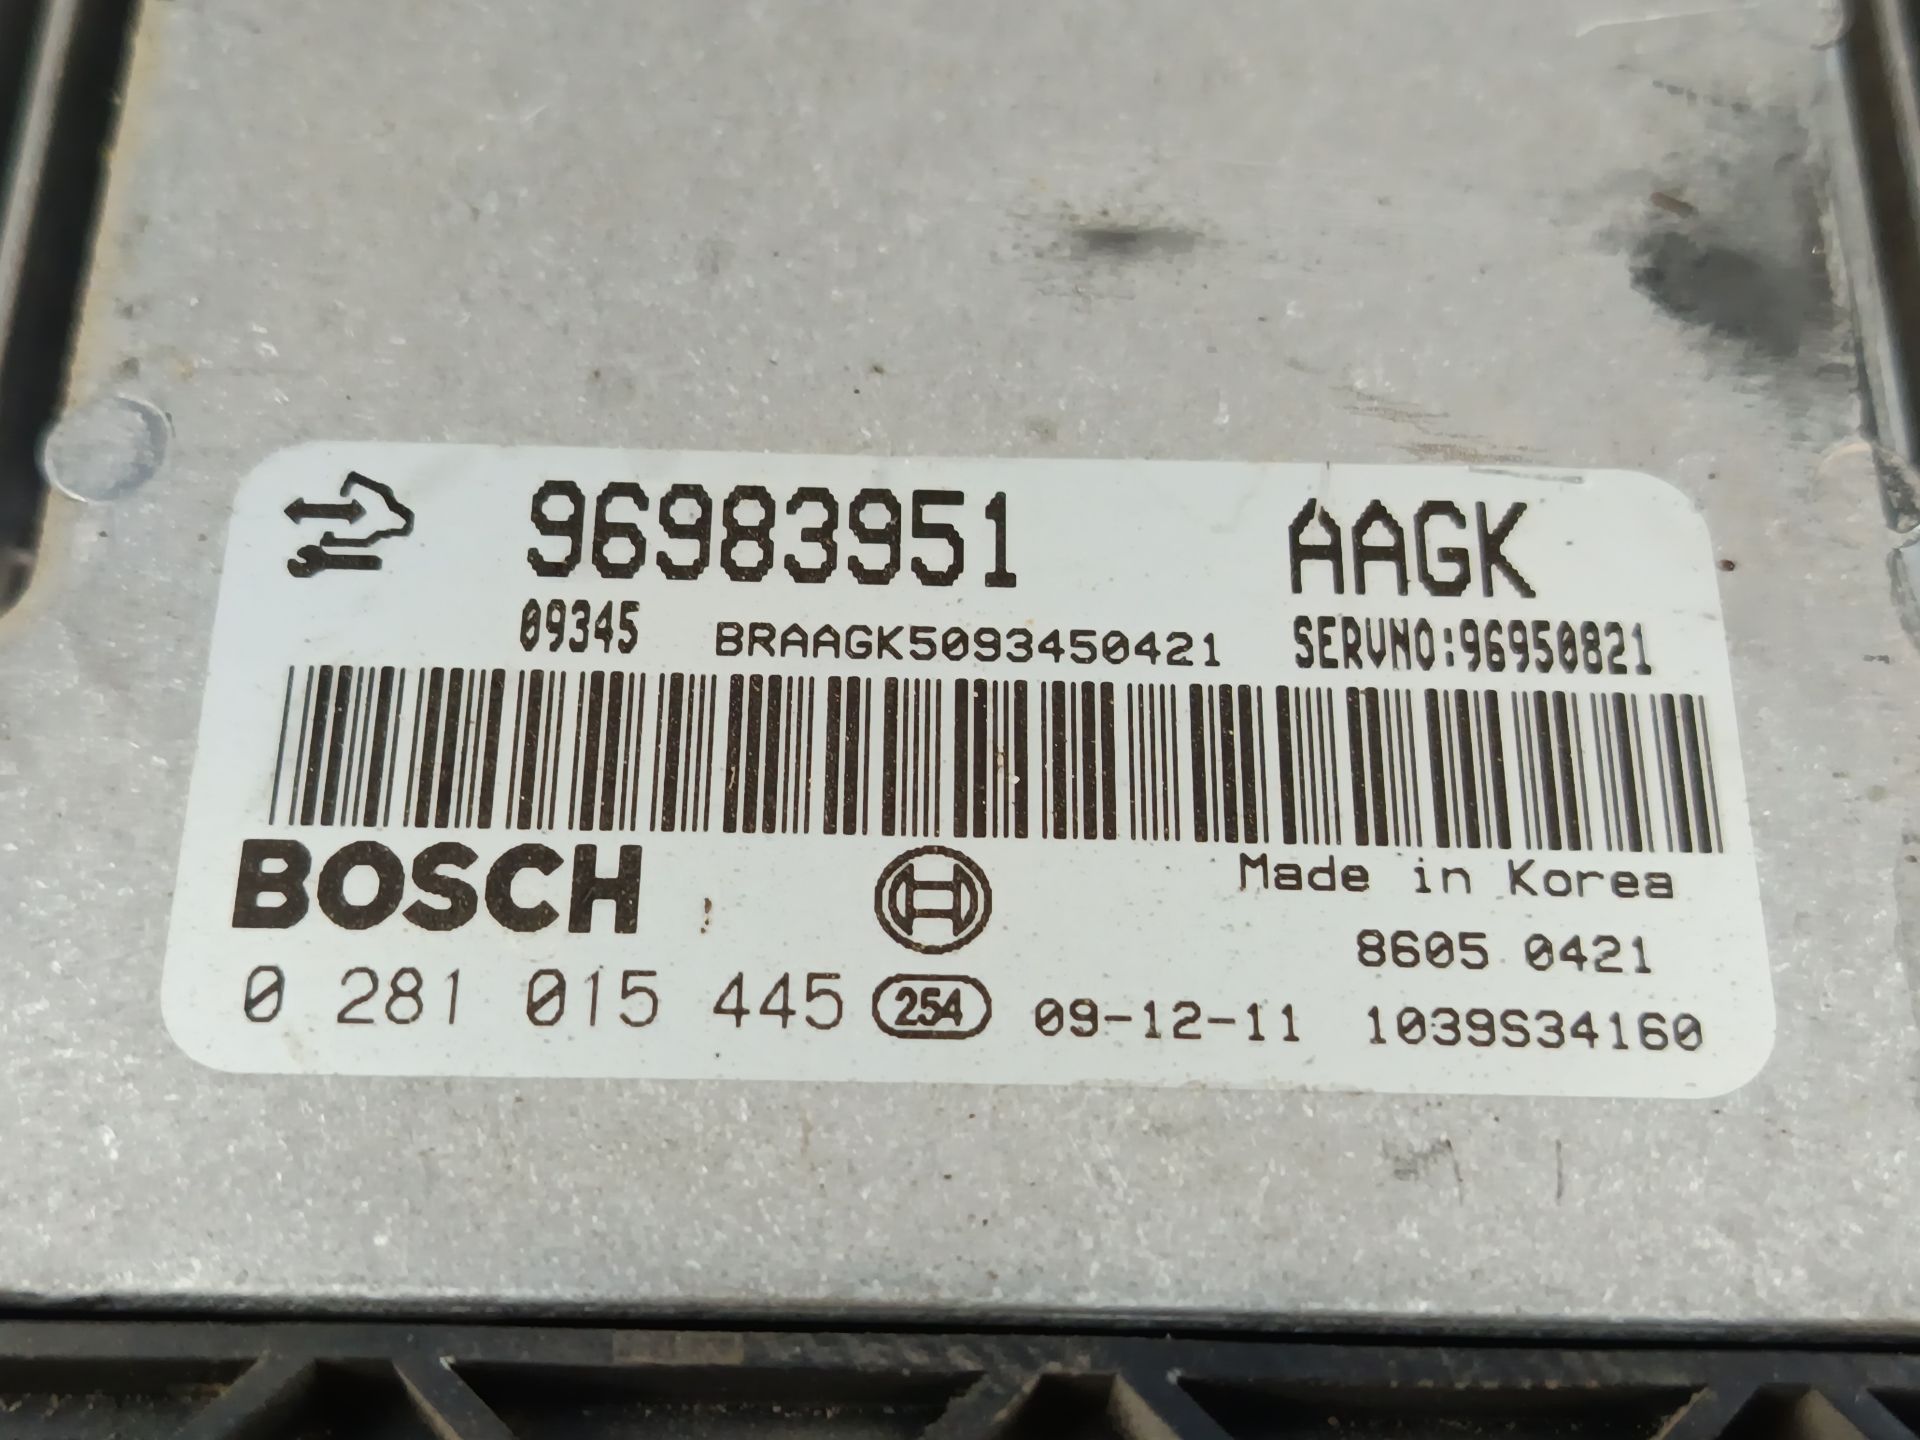 96983951 AAGK
09345 BRAAGK5093450421 SERVNO:96950821
BOSCH Made in Korea
8605 0421
0 281 015 445 254 09-12-11 1039S34160